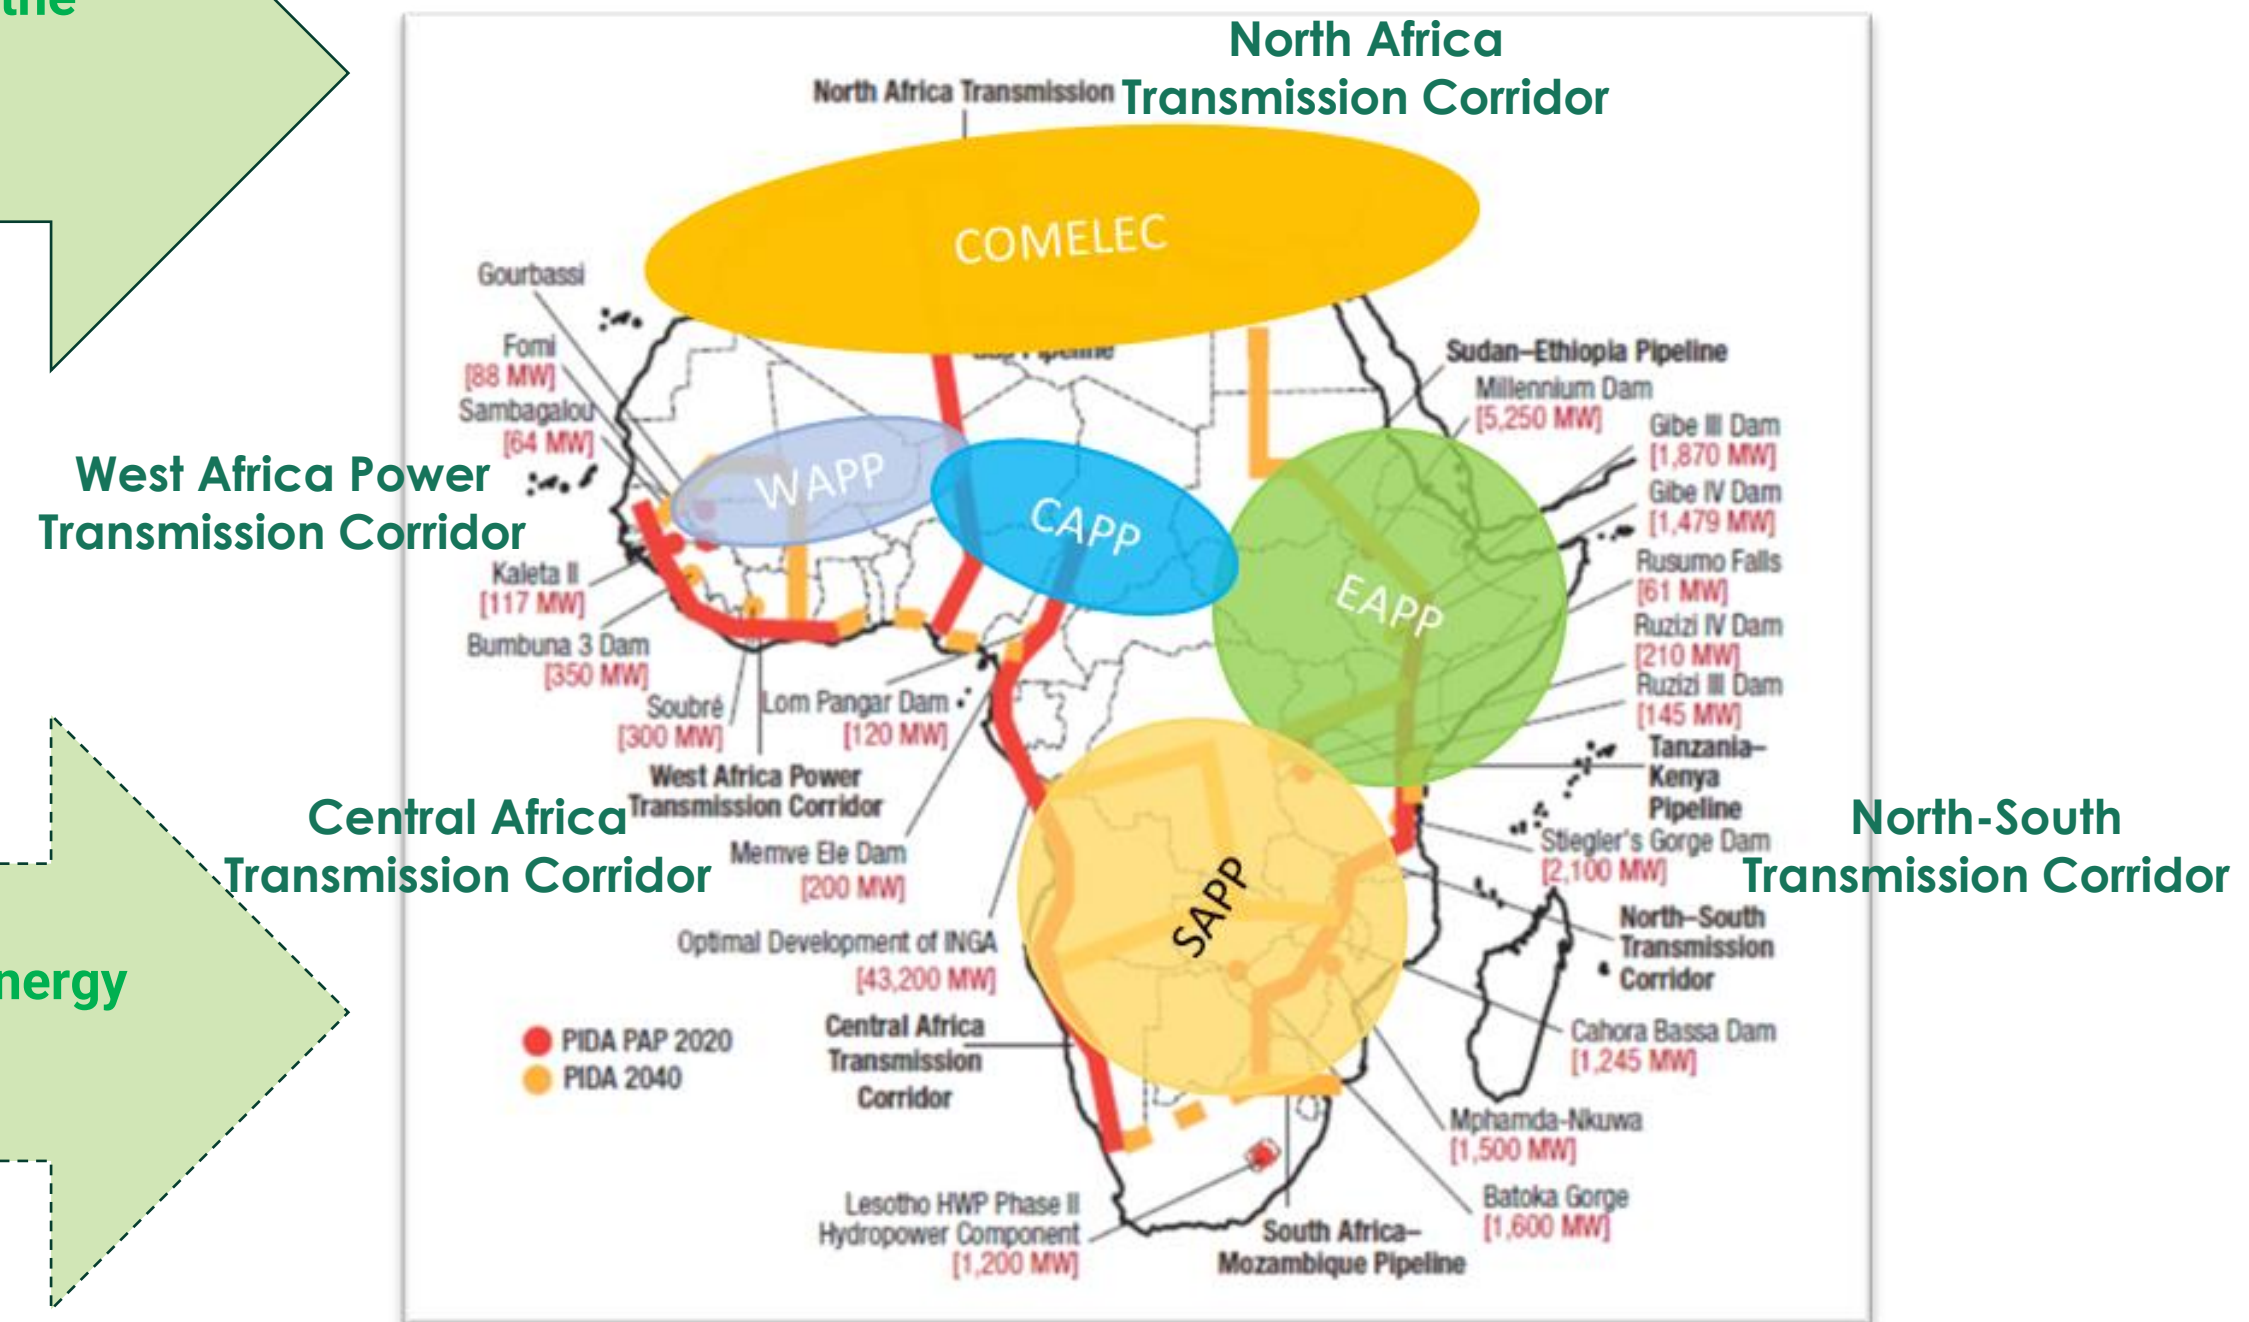 the
nergy
North Africa
Transmission Corridor
North Africa Transmission
COMELEC
Gourbassi
Fomi
[88 MW]
Sambagalou
[64 MW]
West Africa Power
Transmission Corridor
Kaleta II
[117 MW]
Bumbuna 3 Dam
[350 MW]
Soubré
[300 MW]
Lom Pangar Dam
[120 MW]
West Africa Power
Transmission Corridor
Central Africa
Transmission Corridor
Memve Ele Dam
[200 MW]
Optimal Development of INGA
[43,200 MW]
PIDA PAP 2020
PIDA 2040
Central Africa
Transmission
Corridor
Lesotho HWP Phase II
Hydropower Component
[1,200 MW]
Pipeline
WAPP
CAPP
EAPP
SAPP
Sudan–Ethiopia Pipeline
Millennium Dam
[5,250 MW]
Gibe III Dam
[1,870 MW]
Gibe IV Dam
[1,479 MW]
Rusumo Falls
[61 MW]
Ruzizi IV Dam
[210 MW]
Ruzizi III Dam
[145 MW]
Tanzania–
Kenya
Pipeline
Stiegler's Gorge Dam
[2,100 MW]
North-South
Transmission Corridor
North–South
Transmission
Corridor
Cahora Bassa Dam
[1,245 MW]
Mphamda-Nkuwa
[1,500 MW]
Batoka Gorge
[1,600 MW]
South Africa–
Mozambique Pipeline